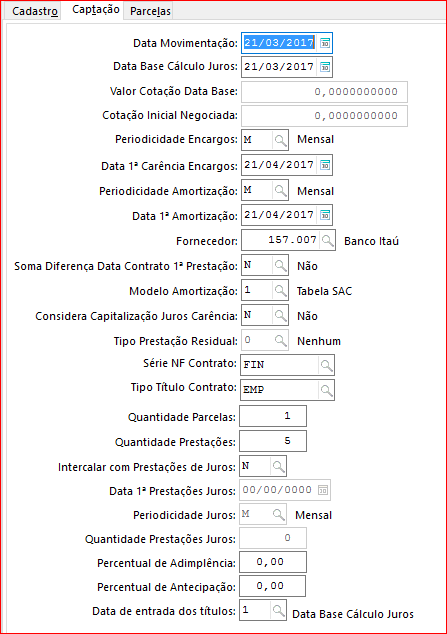 Cadastro Captação Parcelas
Data Movimentação: 21/03/2017
Data Base Cálculo Juros: 21/03/2017
Valor Cotação Data Base: 0,0000000000
Cotação Inicial Negociada: 0,0000000000
Periodicidade Encargos: M Mensal
Data 1ª Carência Encargos: 21/04/2017
Periodicidade Amortização: M Mensal
Data 1ª Amortização: 21/04/2017
Fornecedor: 157.007 Banco Itaú
Soma Diferença Data Contrato 1ª Prestação: N Não
Modelo Amortização: 1 Tabela SAC
Considera Capitalização Juros Carência: N Não
Tipo Prestação Residual: 0 Nenhum
Série NF Contrato: FIN
Tipo Título Contrato: EMP
Quantidade Parcelas: 1
Quantidade Prestações: 5
Intercalar com Prestações de Juros: N
Data 1ª Prestações Juros: 00/00/0000
Periodicidade Juros: M Mensal
Quantidade Prestações Juros: 0
Percentual de Adimplência: 0,00
Percentual de Antecipação: 0,00
Data de entrada dos títulos: 1 Data Base Cálculo Juros